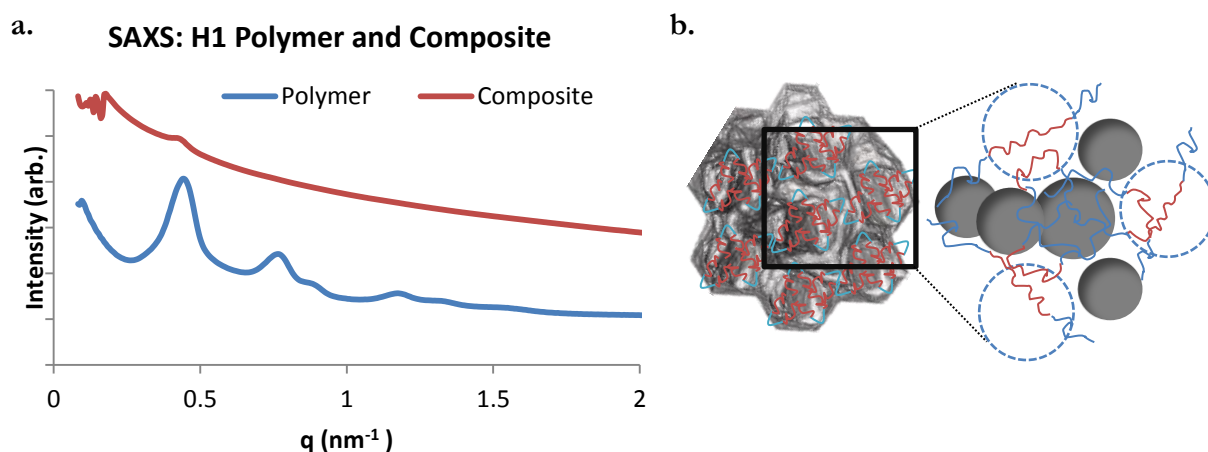 a.
SAXS: H1 Polymer and Composite
Polymer
Composite
Intensity (arb.)
0
0.5
1
1.5
2
q (nm⁻¹ )
b.